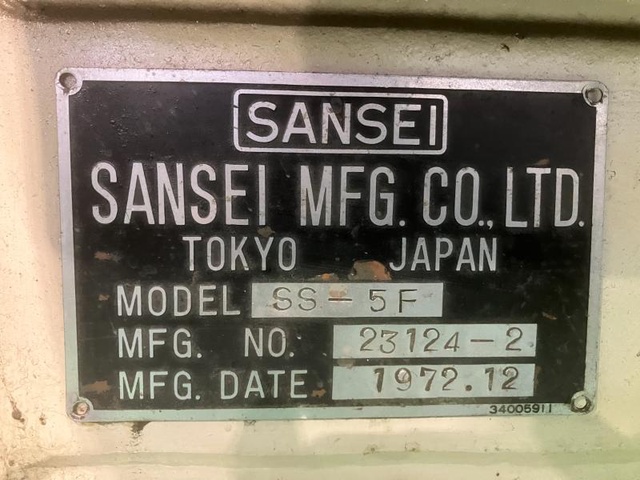 SANSEI
SANSEI MFG. CO., LTD.
TOKYO JAPAN
MODEL SS-5F
MFG. NO. 23124-2
MFG. DATE 1972.12
34005911